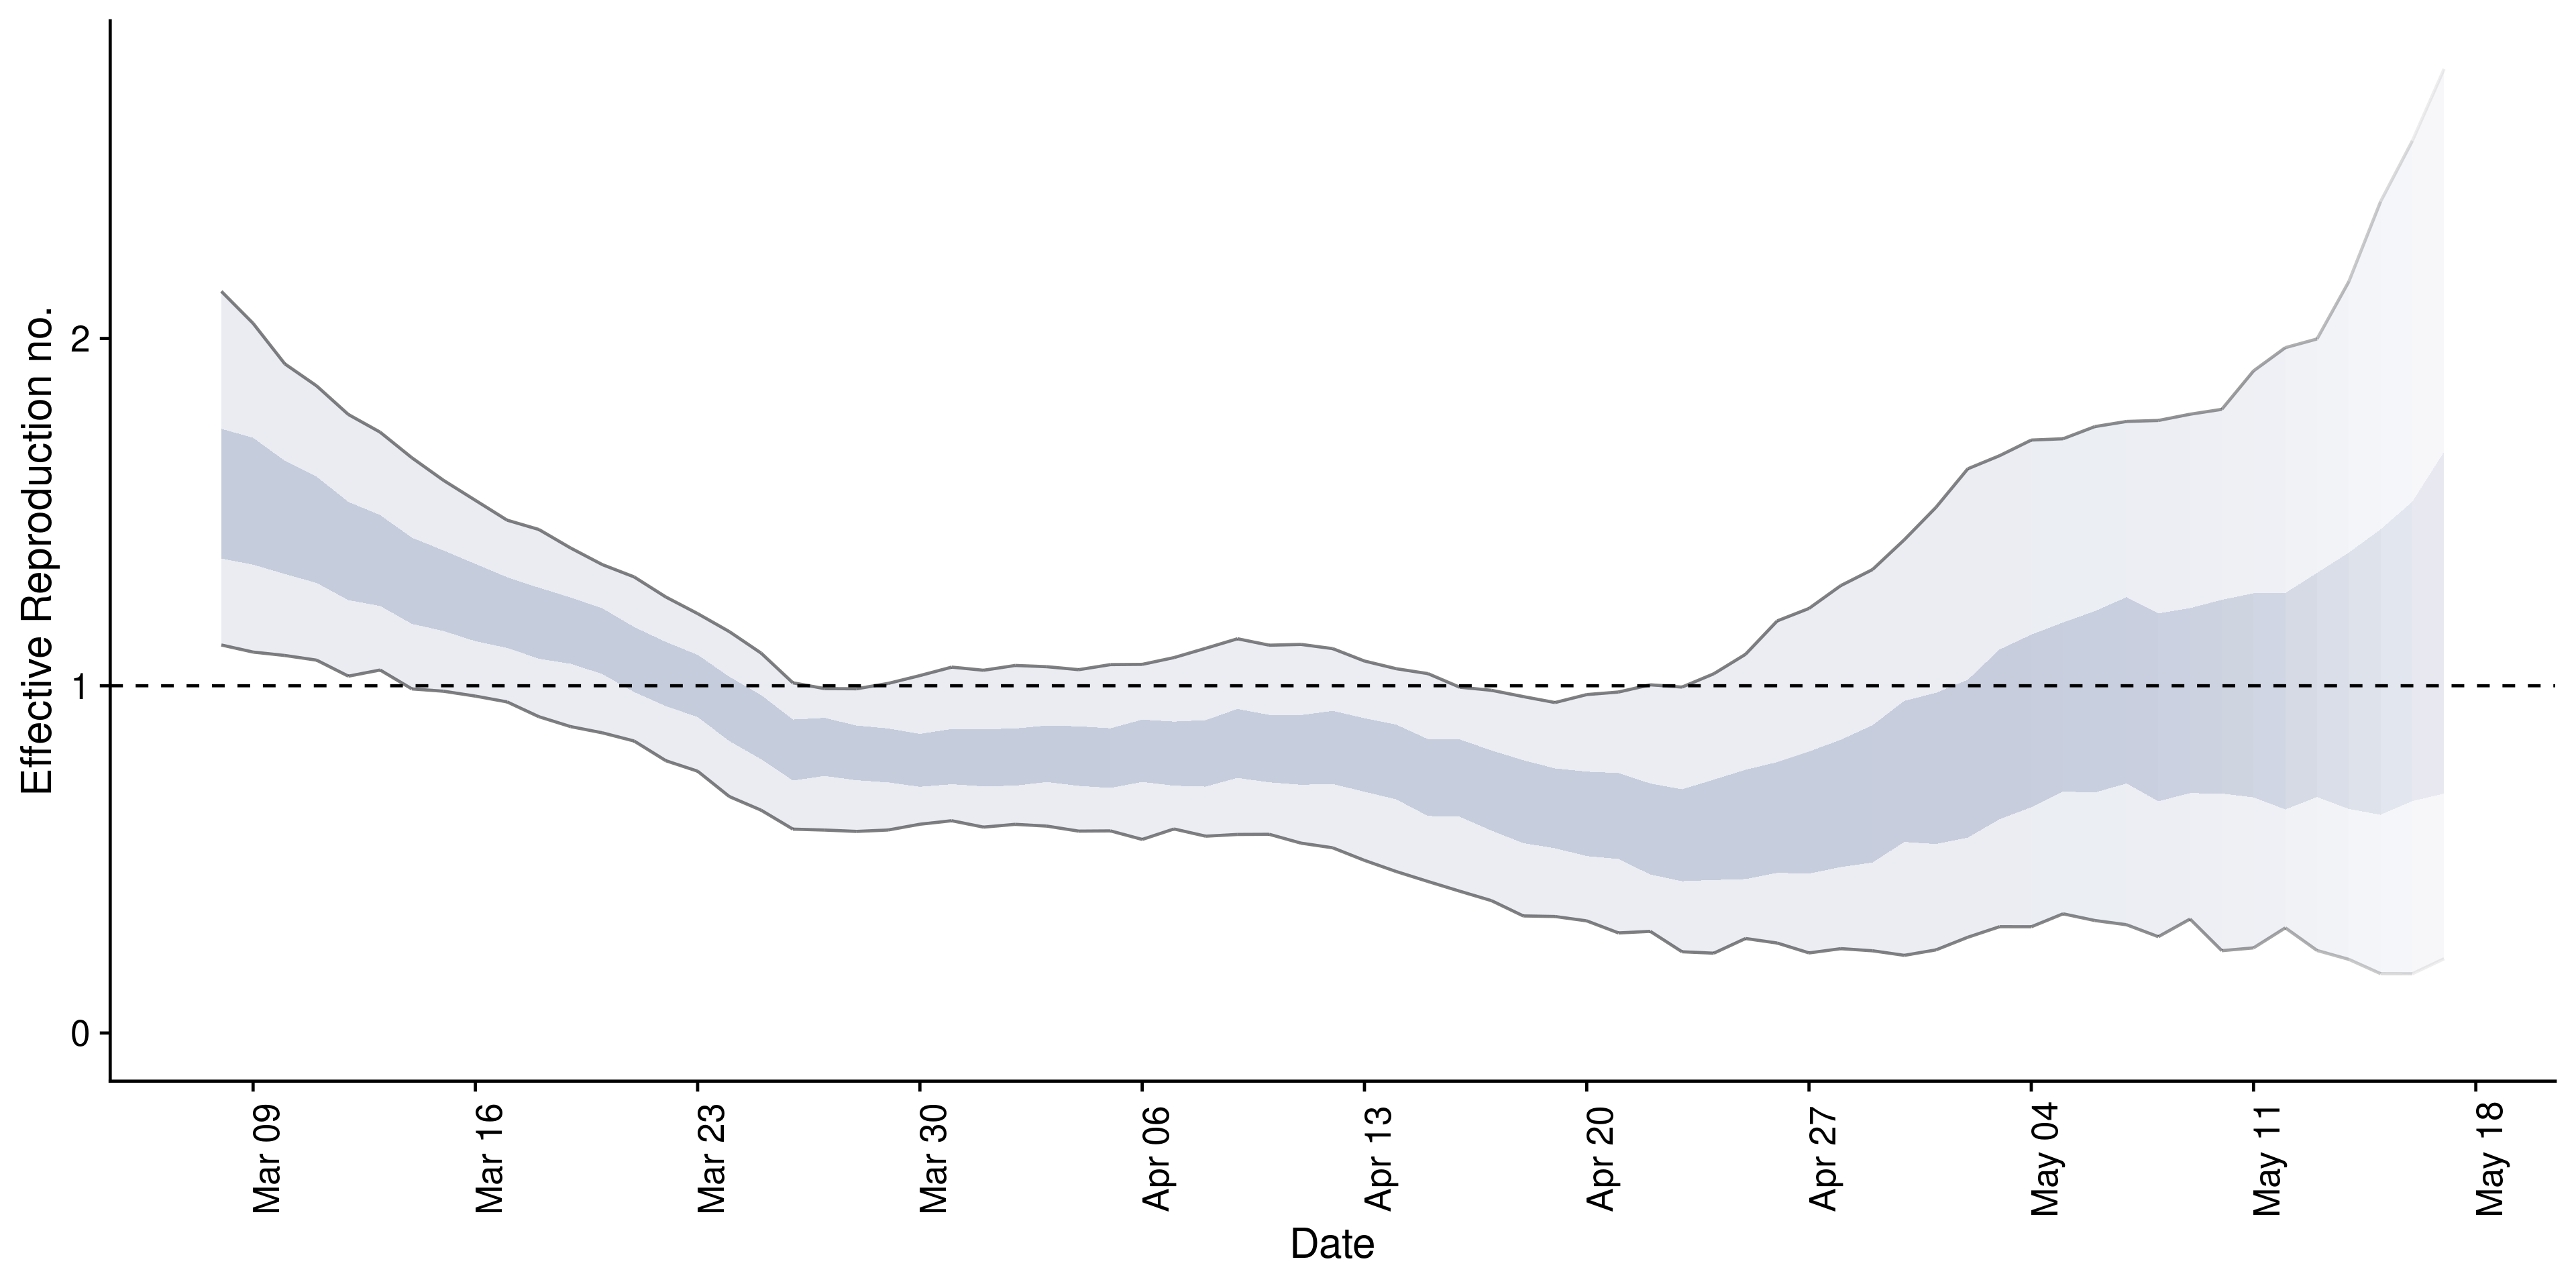 Effective Reproduction no.
2
1
0
Mar 09
Mar 16
Mar 23
Mar 30
Apr 06
Apr 13
Apr 20
Apr 27
May 04
May 11
May 18
Date